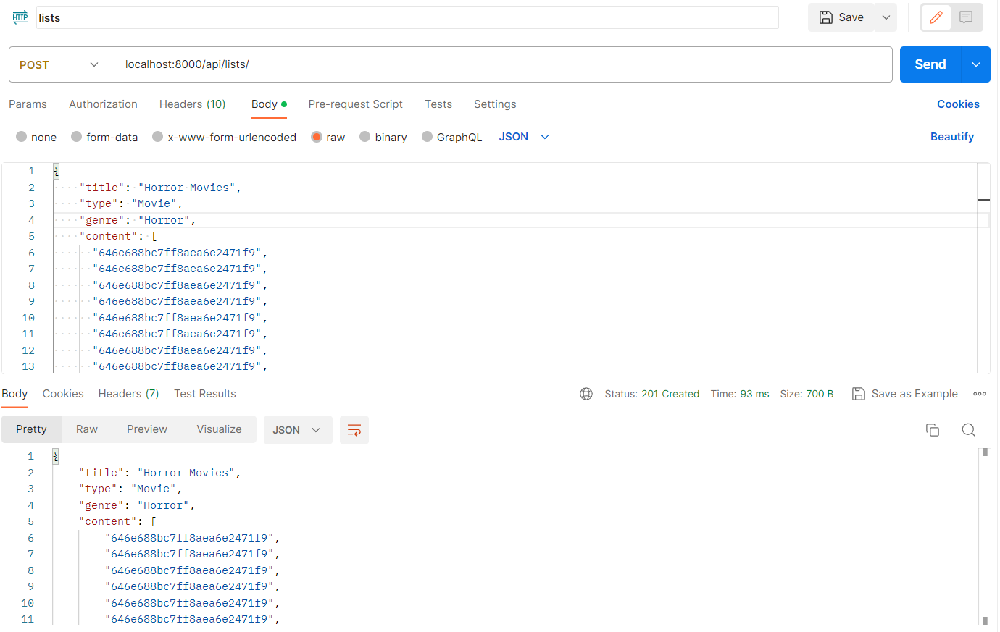 HTTP lists Save
POST localhost:8000/api/lists/ Send
Params Authorization Headers (10) Body Pre-request Script Tests Settings Cookies
none form-data x-www-form-urlencoded raw binary GraphQL JSON Beautify
1 {
2 "title": "Horror Movies",
3 "type": "Movie",
4 "genre": "Horror",
5 "content": [
6 "646e688bc7ff8aea6e2471f9",
7 "646e688bc7ff8aea6e2471f9",
8 "646e688bc7ff8aea6e2471f9",
9 "646e688bc7ff8aea6e2471f9",
10 "646e688bc7ff8aea6e2471f9",
11 "646e688bc7ff8aea6e2471f9",
12 "646e688bc7ff8aea6e2471f9",
13 "646e688bc7ff8aea6e2471f9",
Body Cookies Headers (7) Test Results Status: 201 Created Time: 93 ms Size: 700 B Save as Example
Pretty Raw Preview Visualize JSON
1 {
2 "title": "Horror Movies",
3 "type": "Movie",
4 "genre": "Horror",
5 "content": [
6 "646e688bc7ff8aea6e2471f9",
7 "646e688bc7ff8aea6e2471f9",
8 "646e688bc7ff8aea6e2471f9",
9 "646e688bc7ff8aea6e2471f9",
10 "646e688bc7ff8aea6e2471f9",
11 "646e688bc7ff8aea6e2471f9",